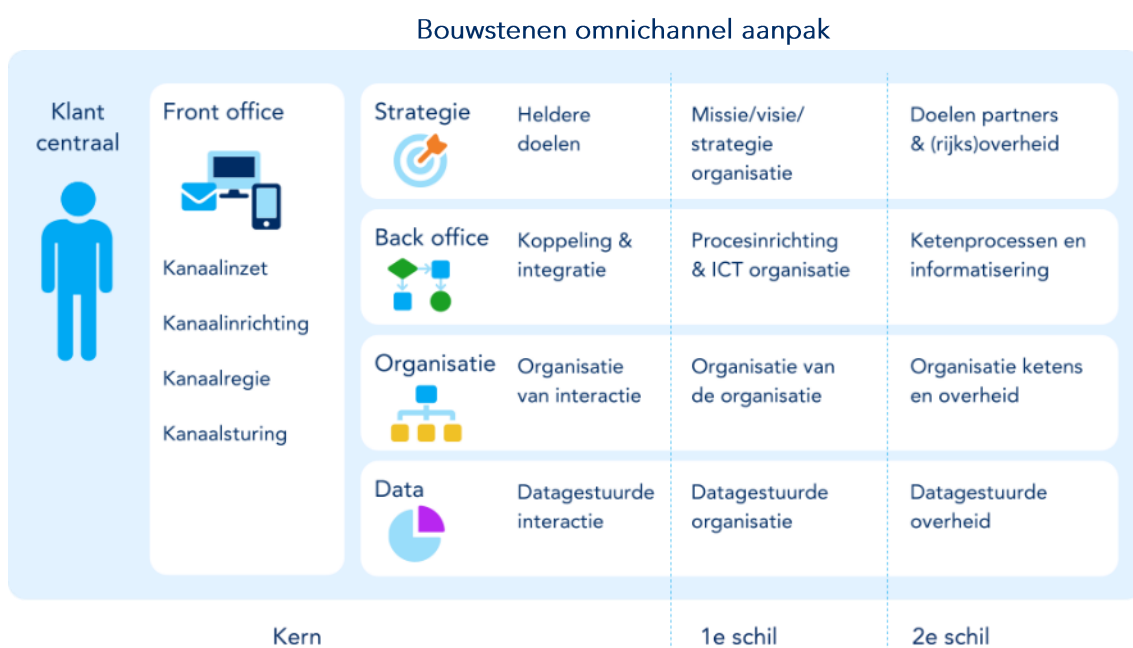 Bouwstenen omnichannel aanpak
Klant
centraal
Front office
Kanaalinzet
Kanaalinrichting
Kanaalregie
Kanaalsturing
Strategie
Heldere
doelen
Missie/visie/
strategie
organisatie
Doelen partners
& (rijks)overheid
Back office
Koppeling &
integratie
Procesinrichting
& ICT organisatie
Ketenprocessen en
informatisering
Organisatie
Organisatie
van interactie
Organisatie van
de organisatie
Organisatie ketens
en overheid
Data
Datagestuurde
interactie
Datagestuurde
organisatie
Datagestuurde
overheid
Kern
1e schil
2e schil